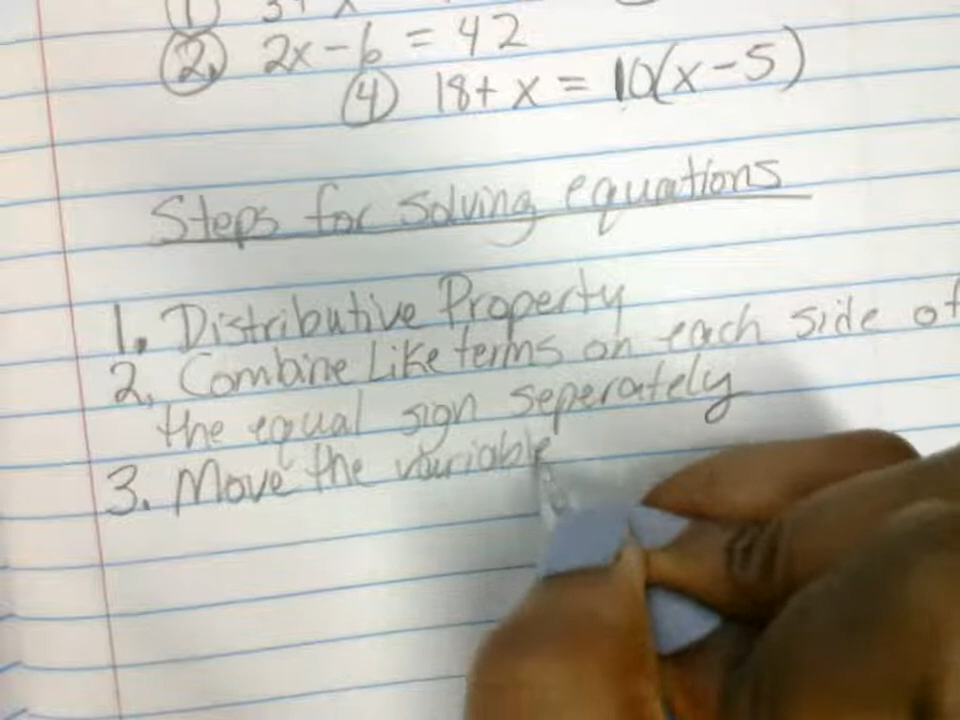 ② 2x - 6 = 42
④ 18 + x = 10(x - 5)
Steps for solving equations
1. Distributive Property
2. Combine Like terms on each side of
the equal sign seperately
3. Move the variable